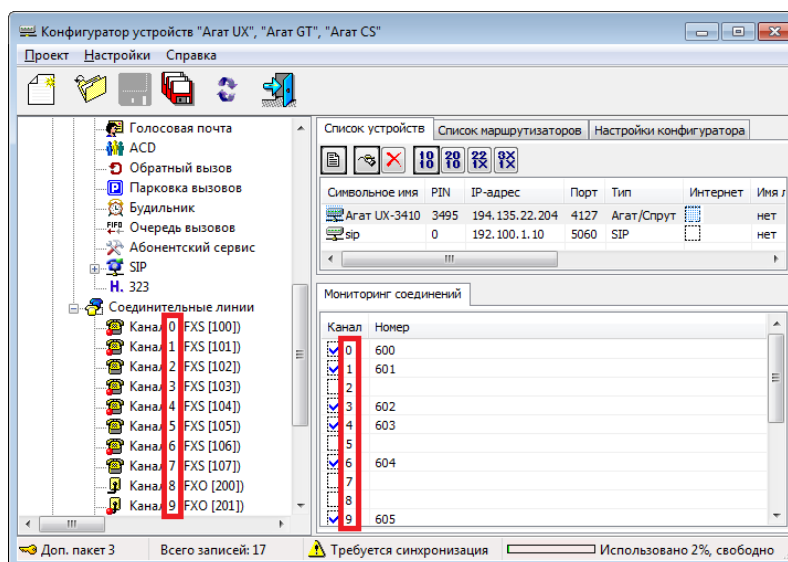 Конфигуратор устройств "Агат UX", "Агат GT", "Агат CS"
Проект Настройки Справка
Голосовая почта
ACD
Обратный вызов
Парковка вызовов
Будильник
Очередь вызовов
Абонентский сервис
SIP
H. 323
Соединительные линии
Канал 0 FXS [100])
Канал 1 FXS [101])
Канал 2 FXS [102])
Канал 3 FXS [103])
Канал 4 FXS [104])
Канал 5 FXS [105])
Канал 6 FXS [106])
Канал 7 FXS [107])
Канал 8 FXO [200])
Канал 9 FXO [201])
Список устройств Список маршрутизаторов Настройки конфигуратора
Символьное имя PIN IP-адрес Порт Тип Интернет Имя л
Агат UX-3410 3495 194.135.22.204 4127 Агат/Спрут нет
sip 0 192.100.1.10 5060 SIP нет
Мониторинг соединений
Канал Номер
0 600
1 601
2
3 602
4 603
5
6 604
7
8
9 605
Доп. пакет 3 Всего записей: 17 Требуется синхронизация Использовано 2%, свободно